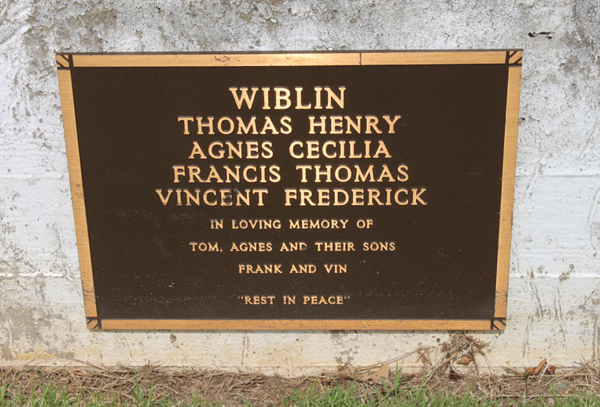 WIBLIN
THOMAS HENRY
AGNES CECILIA
FRANCIS THOMAS
VINCENT FREDERICK
IN LOVING MEMORY OF
TOM, AGNES AND THEIR SONS
FRANK AND VIN
"REST IN PEACE"